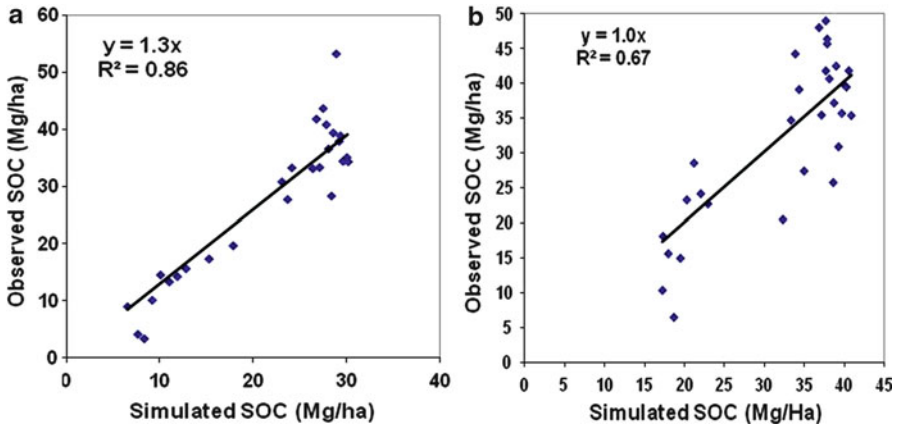 a
y = 1.3x
R² = 0.86
Observed SOC (Mg/ha)
60
50
40
30
20
10
0
0 10 20 30 40
Simulated SOC (Mg/ha)
b
y = 1.0x
R² = 0.67
Observed SOC (Mg/ha)
50
45
40
35
30
25
20
15
10
5
0
0 5 10 15 20 25 30 35 40 45
Simulated SOC (Mg/Ha)